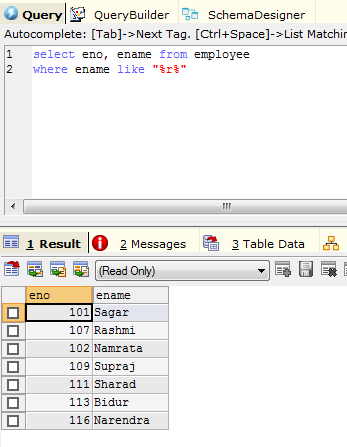 Query QueryBuilder SchemaDesigner
Autocomplete: [Tab]->Next Tag. [Ctrl+Space]->List Matchin
1 select eno, ename from employee
2 where ename like "%r%"
1 Result 2 Messages 3 Table Data
(Read Only)
eno ename
101 Sagar
107 Rashmi
102 Namrata
109 Supraj
111 Sharad
113 Bidur
116 Narendra